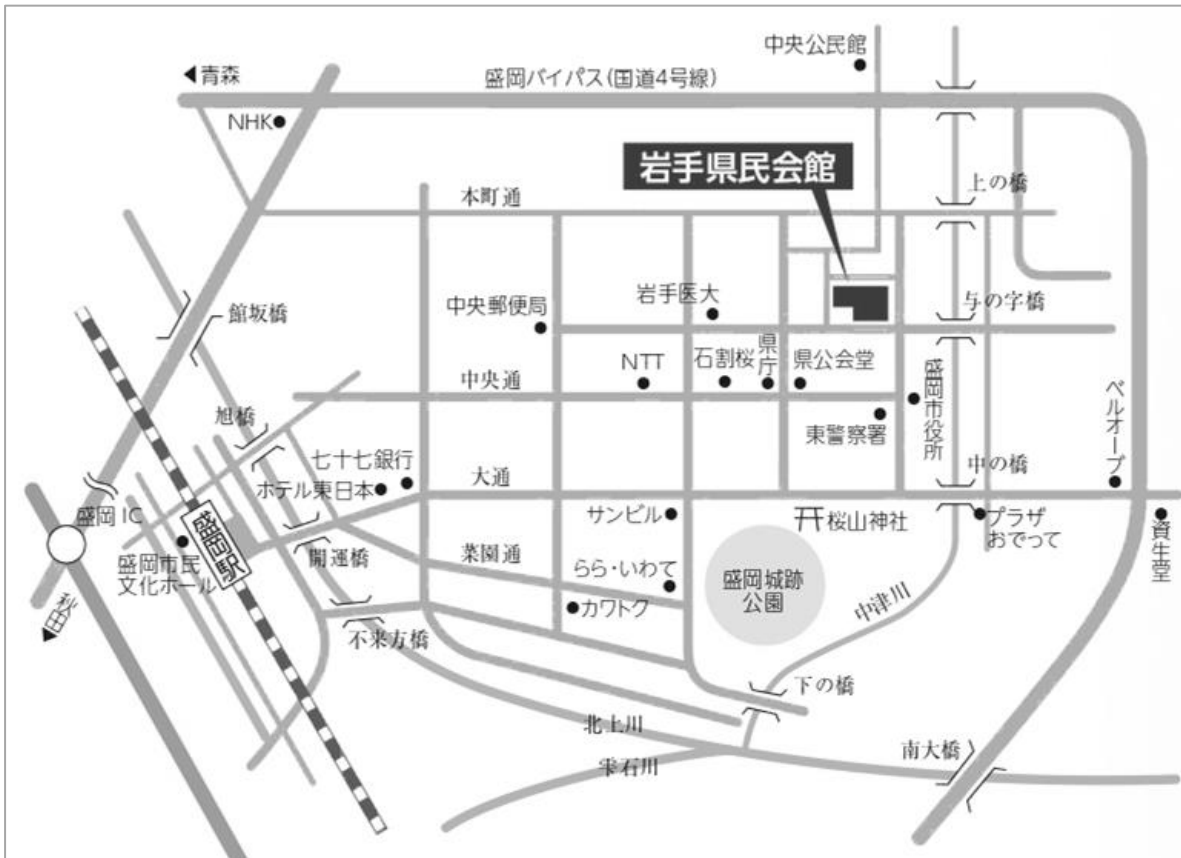 中央公民館
◀青森
盛岡バイパス(国道4号線)
NHK
岩手県民会館
本町通
上の橋
館坂橋
中央郵便局
岩手医大
与の字橋
NTT
石割桜
県庁
県公会堂
中央通
盛岡市役所
ベルオーブ
旭橋
東警察署
七十七銀行
大通
中の橋
ホテル東日本
盛岡IC
サンビル
桜山神社
プラザ
おでって
資生堂
盛岡駅
盛岡市民
文化ホール
開運橋
菜園通
らら・いわて
盛岡城跡
公園
秋田▶
カワトク
中津川
不来方橋
下の橋
北上川
南大橋
雫石川